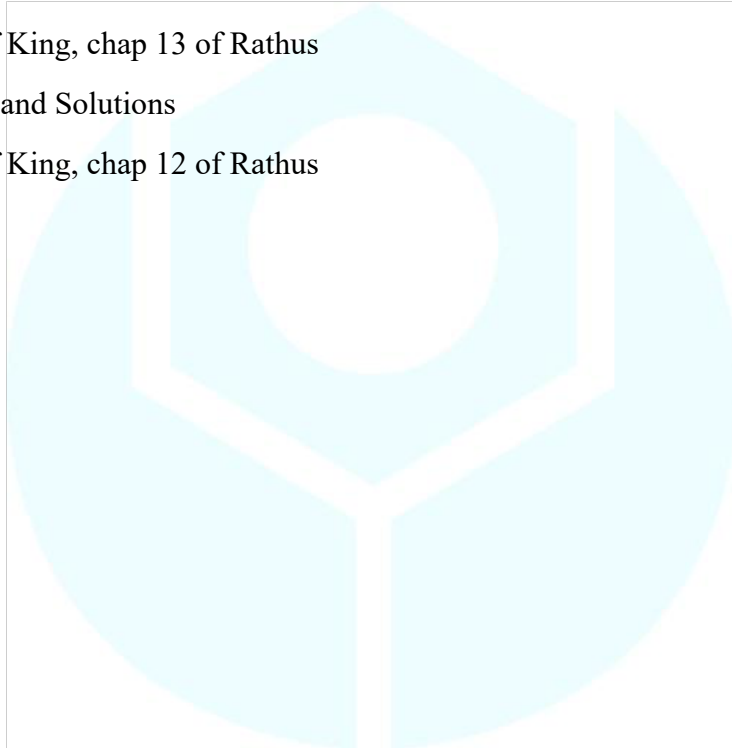 King, chap 13 of Rathus
and Solutions
King, chap 12 of Rathus